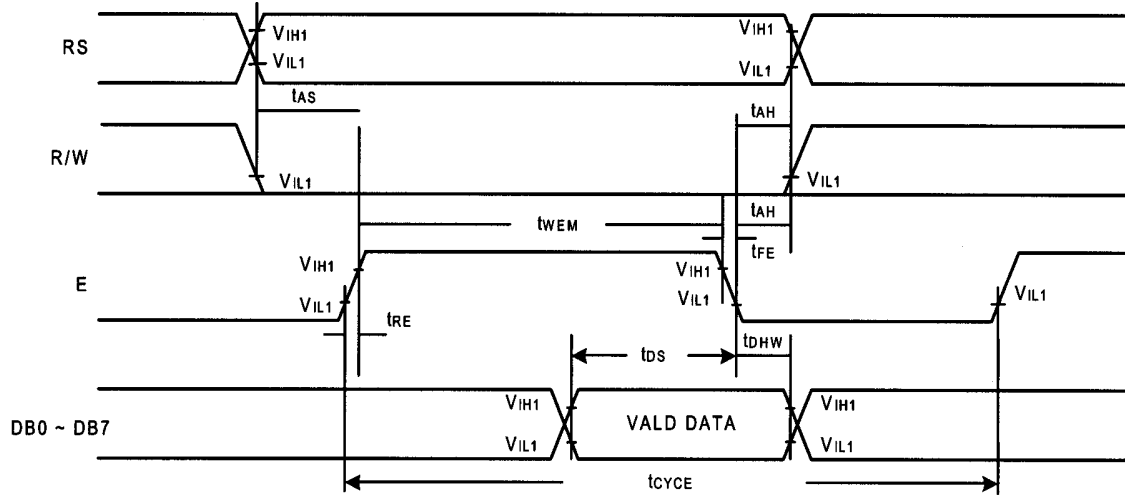 RS
VIH1
VIL1
VIH1
VIL1
tAS
tAH
R/W
VIL1
VIL1
tWEM
tAH
tFE
E
VIH1
VIL1
VIH1
VIL1
VIL1
tRE
tDS
tDHW
DB0 ~ DB7
VIH1
VIL1
VALD DATA
VIH1
VIL1
tCYCE